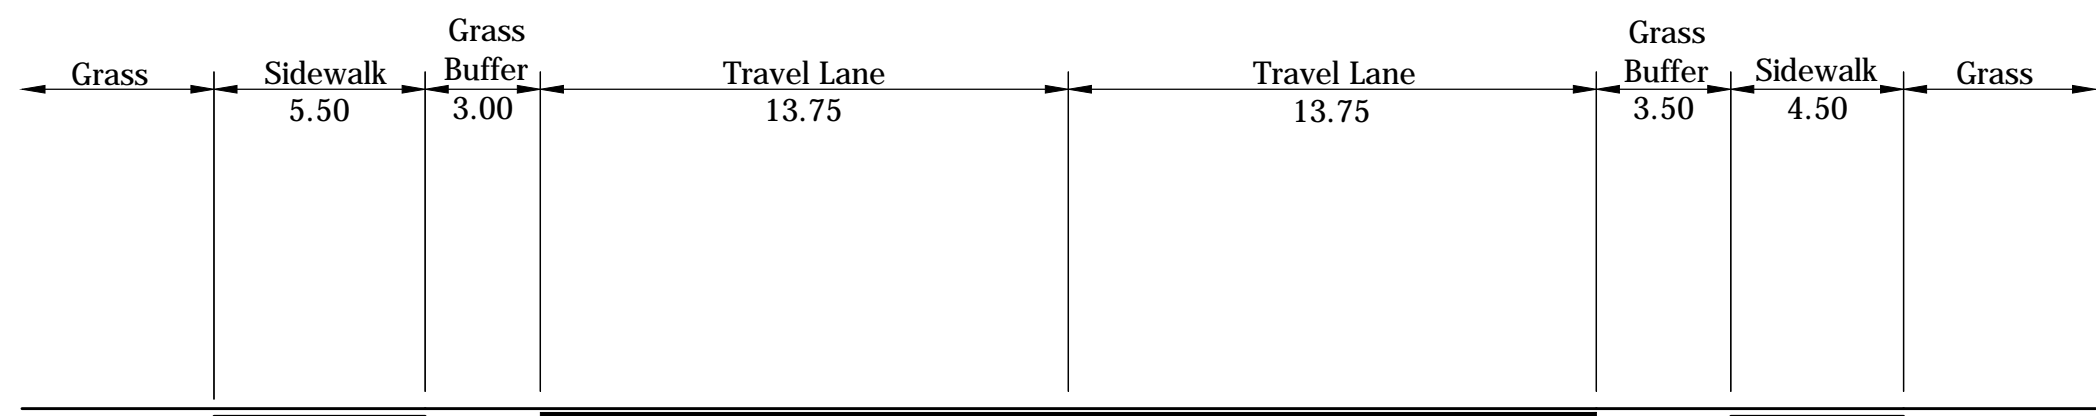 Grass
Sidewalk
5.50
Grass
Buffer
3.00
Travel Lane
13.75
Travel Lane
13.75
Grass
Buffer
3.50
Sidewalk
4.50
Grass